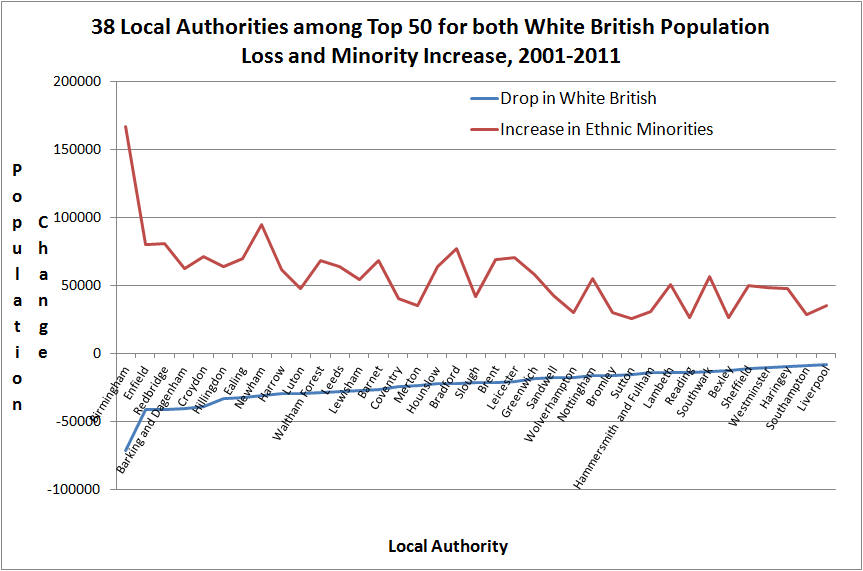 38 Local Authorities among Top 50 for both White British Population
Loss and Minority Increase, 2001-2011
Drop in White British
Increase in Ethnic Minorities
Population
Change
200000
150000
100000
50000
0
-50000
-100000
Birmingham
Enfield
Redbridge
Barking and Dagenham
Croydon
Hillingdon
Ealing
Newham
Harrow
Luton
Waltham Forest
Leeds
Lewisham
Barnet
Coventry
Merton
Hounslow
Bradford
Slough
Brent
Leicester
Greenwich
Sandwell
Wolverhampton
Nottingham
Bromley
Sutton
Hammersmith and Fulham
Lambeth
Reading
Southwark
Bexley
Sheffield
Westminster
Haringey
Southampton
Liverpool
Local Authority